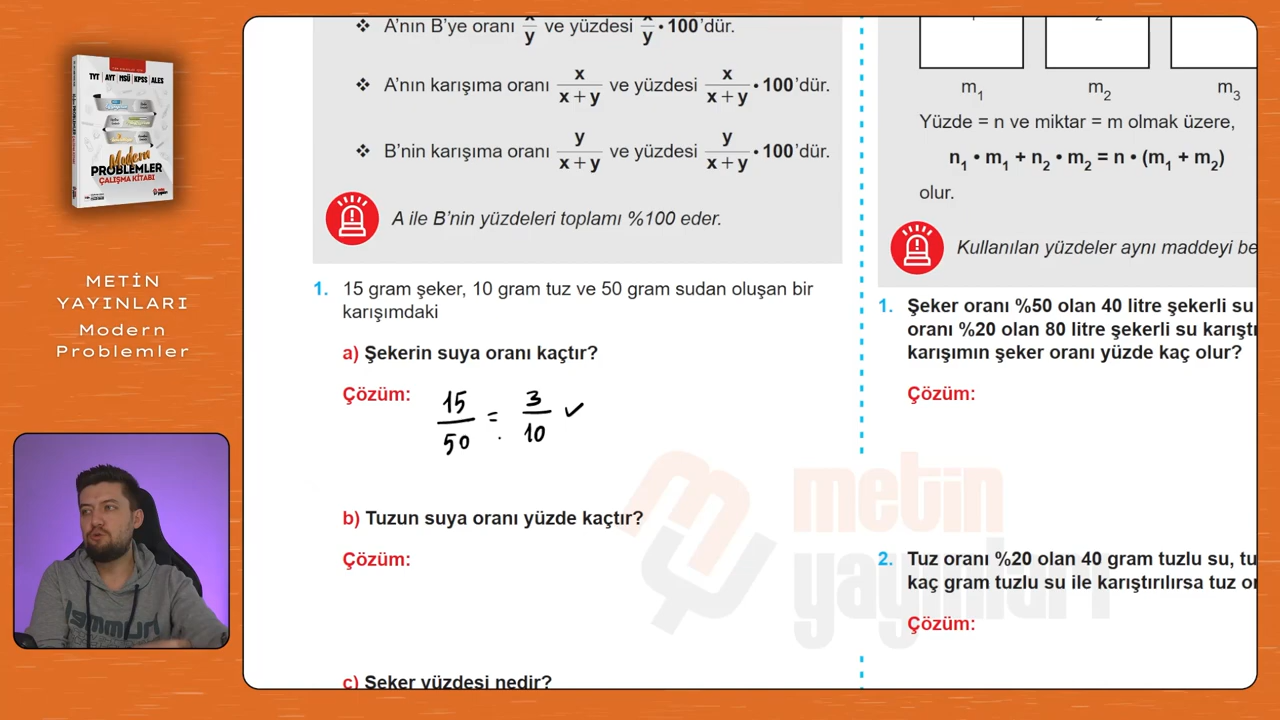 TYT | AYT | MSÜ | KPSS | ALES
Modern
PROBLEMLER
ÇALIŞMA KİTABI
METİN
YAYINLARI
Modern
Problemler
❖ A'nın B'ye oranı x/y ve yüzdesi x/y • 100'dür.
❖ A'nın karışıma oranı x/(x + y) ve yüzdesi x/(x + y) • 100'dür.
❖ B'nin karışıma oranı y/(x + y) ve yüzdesi y/(x + y) • 100'dür.
A ile B'nin yüzdeleri toplamı %100 eder.
1. 15 gram şeker, 10 gram tuz ve 50 gram sudan oluşan bir
karışımdaki
a) Şekerin suya oranı kaçtır?
Çözüm: 15/50 = 3/10 ✓
b) Tuzun suya oranı yüzde kaçtır?
Çözüm:
c) Şeker yüzdesi nedir?
m1 m2 m3
Yüzde = n ve miktar = m olmak üzere,
n1 • m1 + n2 • m2 = n • (m1 + m2)
olur.
Kullanılan yüzdeler aynı maddeyi be
1. Şeker oranı %50 olan 40 litre şekerli su
oranı %20 olan 80 litre şekerli su karıştı
karışımın şeker oranı yüzde kaç olur?
Çözüm:
2. Tuz oranı %20 olan 40 gram tuzlu su, tu
kaç gram tuzlu su ile karıştırılırsa tuz or
Çözüm:
metin
yayınları